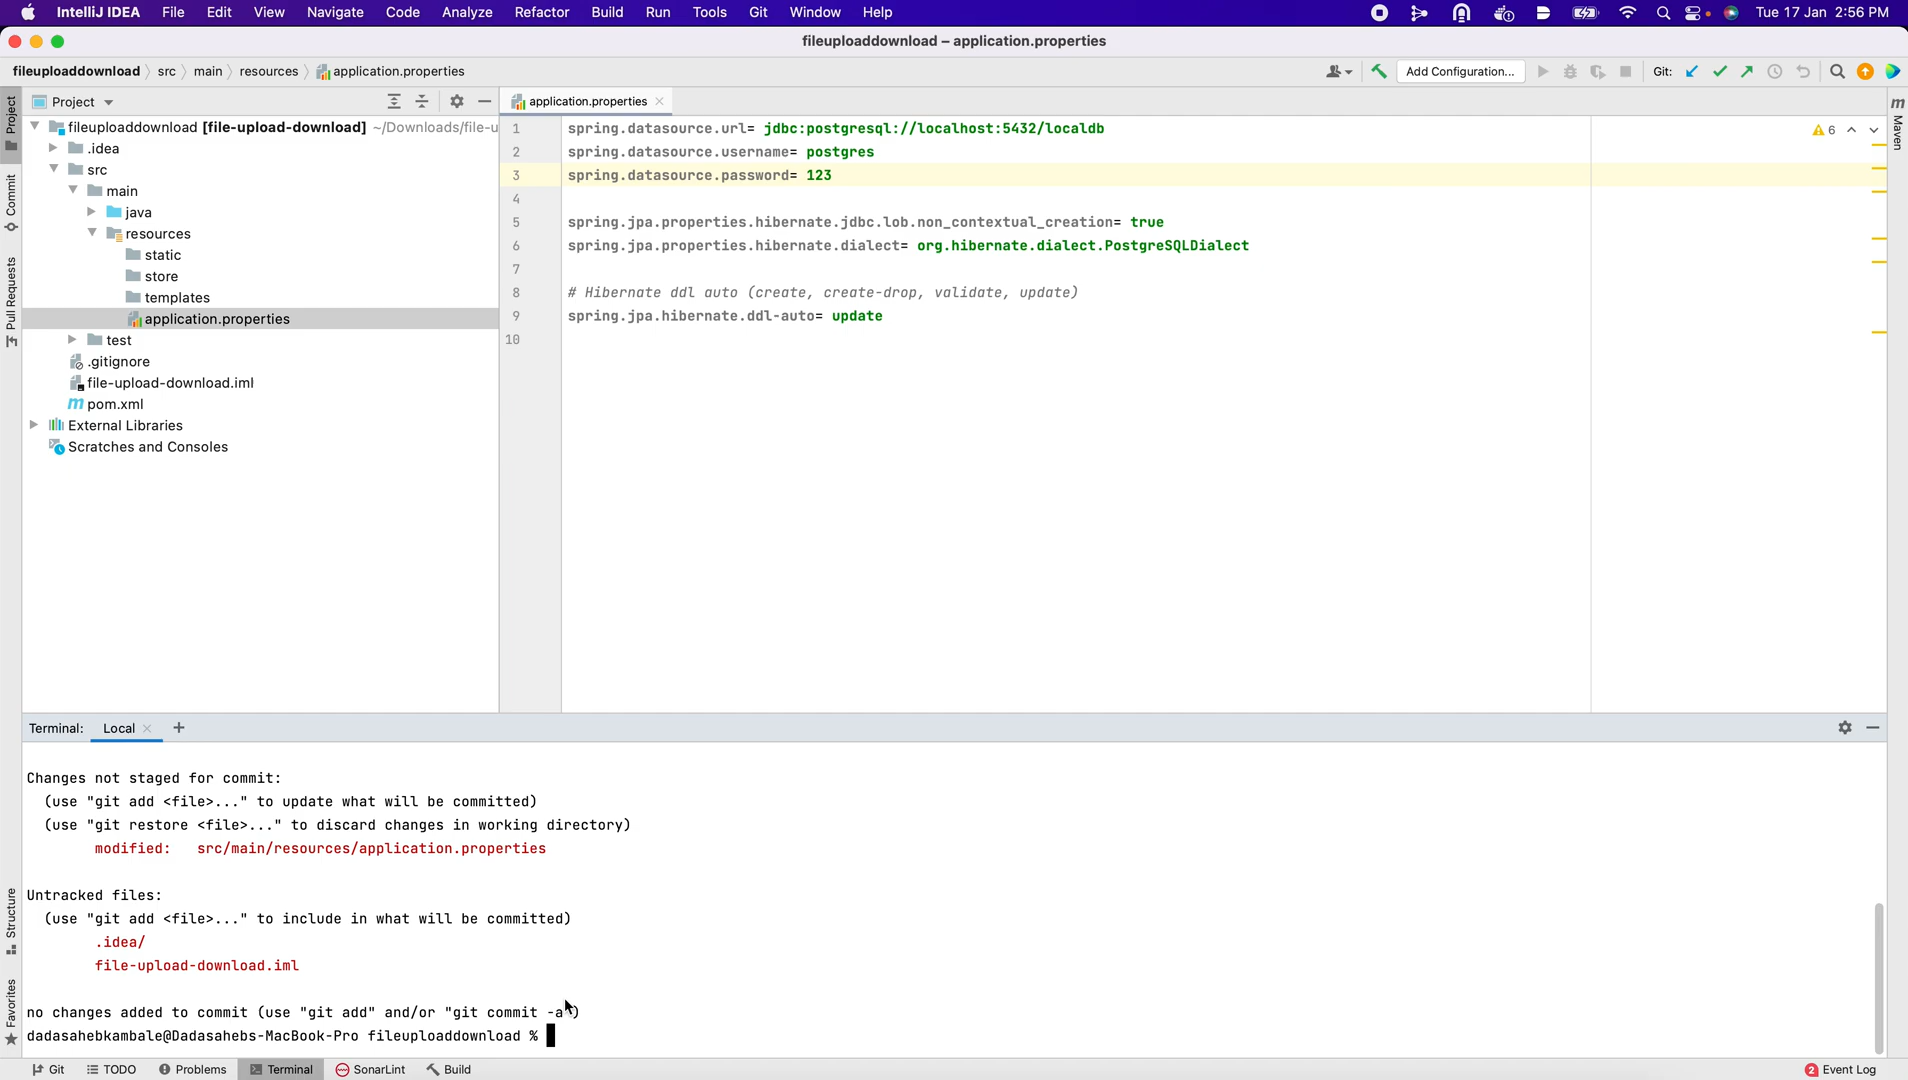 IntelliJ IDEA File Edit View Navigate Code Analyze Refactor Build Run Tools Git Window Help Tue 17 Jan 2:56 PM
fileuploaddownload – application.properties
fileuploaddownload src main resources application.properties Add Configuration... Git:
Project
Commit
Pull Requests
Structure
Favorites
Project
fileuploaddownload [file-upload-download] ~/Downloads/file-u
.idea
src
main
java
resources
static
store
templates
application.properties
test
.gitignore
file-upload-download.iml
pom.xml
External Libraries
Scratches and Consoles
application.properties
6
1 spring.datasource.url= jdbc:postgresql://localhost:5432/localdb
2 spring.datasource.username= postgres
3 spring.datasource.password= 123
4
5 spring.jpa.properties.hibernate.jdbc.lob.non_contextual_creation= true
6 spring.jpa.properties.hibernate.dialect= org.hibernate.dialect.PostgreSQLDialect
7
8 # Hibernate ddl auto (create, create-drop, validate, update)
9 spring.jpa.hibernate.ddl-auto= update
10
m
Maven
Terminal: Local
Changes not staged for commit:
(use "git add <file>..." to update what will be committed)
(use "git restore <file>..." to discard changes in working directory)
modified: src/main/resources/application.properties
Untracked files:
(use "git add <file>..." to include in what will be committed)
.idea/
file-upload-download.iml
no changes added to commit (use "git add" and/or "git commit -a")
dadasahebkambale@Dadasahebs-MacBook-Pro fileuploaddownload %
Git TODO Problems Terminal SonarLint Build 2 Event Log